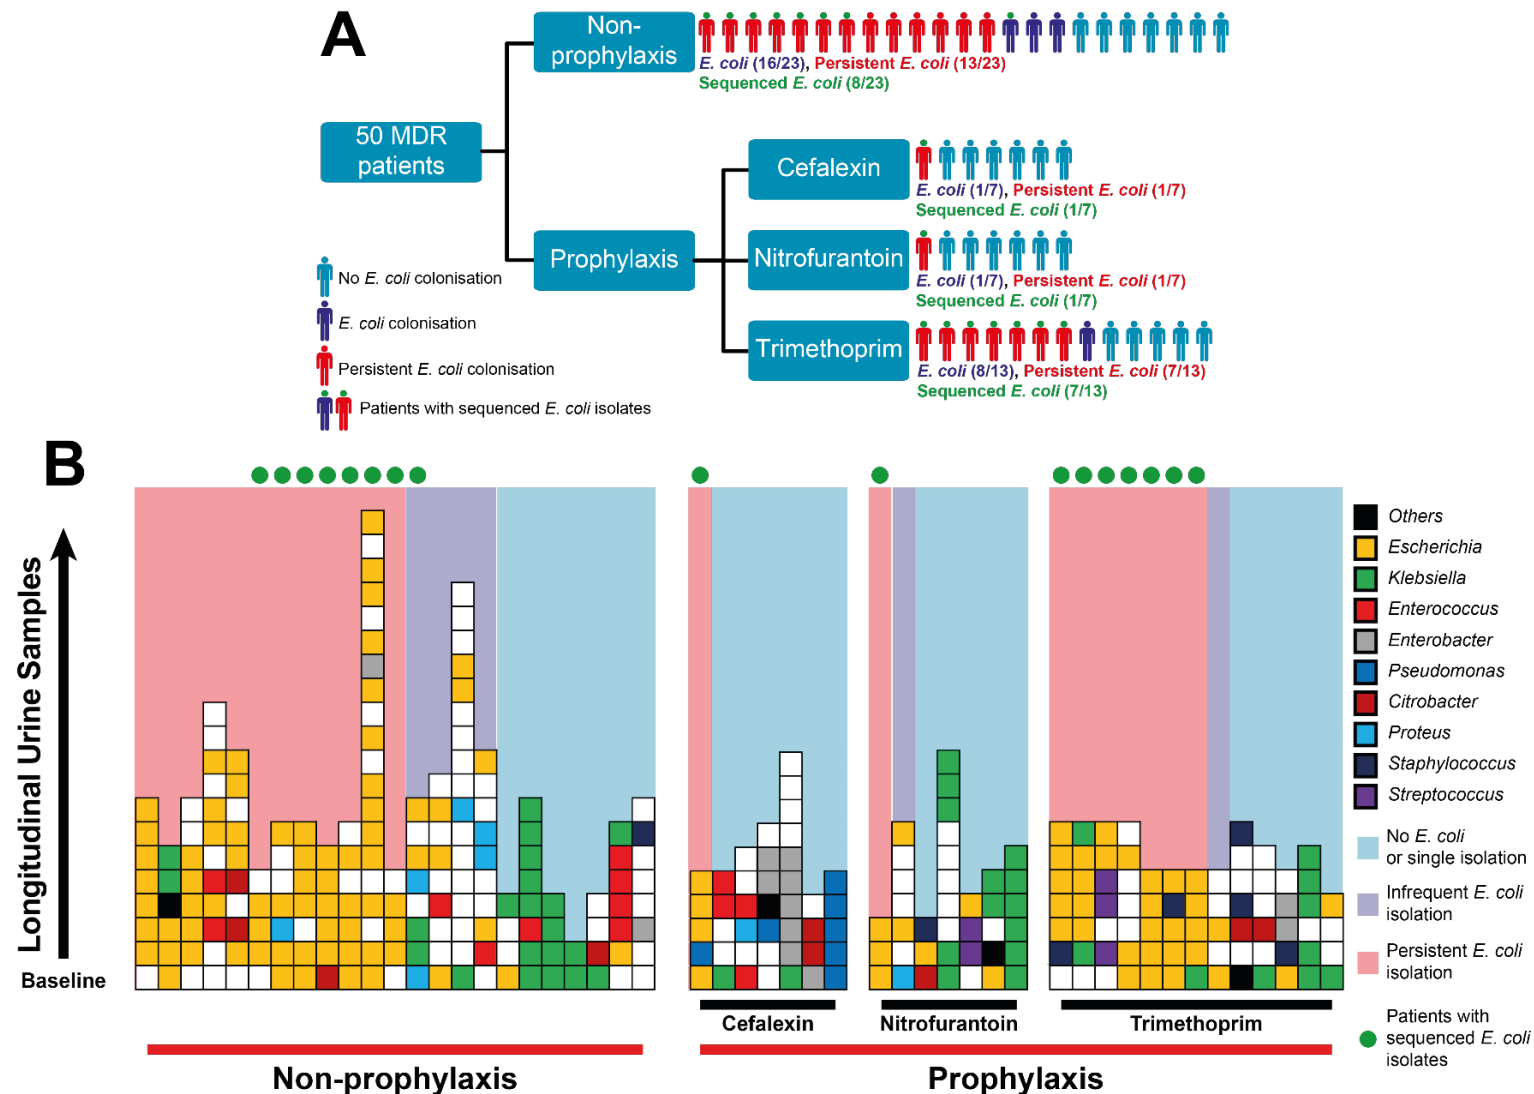 A
Non-
prophylaxis
E. coli (16/23), Persistent E. coli (13/23)
Sequenced E. coli (8/23)
50 MDR
patients
Cefalexin
E. coli (1/7), Persistent E. coli (1/7)
Sequenced E. coli (1/7)
Prophylaxis
Nitrofurantoin
E. coli (1/7), Persistent E. coli (1/7)
Sequenced E. coli (1/7)
Trimethoprim
E. coli (8/13), Persistent E. coli (7/13)
Sequenced E. coli (7/13)
No E. coli colonisation
E. coli colonisation
Persistent E. coli colonisation
Patients with sequenced E. coli isolates
B
Longitudinal Urine Samples
Baseline
Others
Escherichia
Klebsiella
Enterococcus
Enterobacter
Pseudomonas
Citrobacter
Proteus
Staphylococcus
Streptococcus
No E. coli
or single isolation
Infrequent E. coli
isolation
Persistent E. coli
isolation
Patients with
sequenced E. coli
isolates
Cefalexin
Nitrofurantoin
Trimethoprim
Non-prophylaxis
Prophylaxis